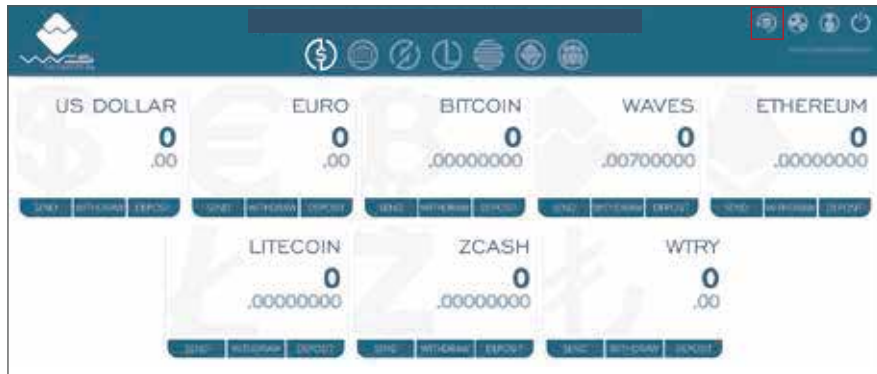 WAVES
US DOLLAR EURO BITCOIN WAVES ETHEREUM
0 0 0 0 0
.00 .00 .00000000 .00700000 .00000000
SEND WITHDRAW DEPOSIT SEND WITHDRAW DEPOSIT SEND WITHDRAW DEPOSIT SEND WITHDRAW DEPOSIT SEND WITHDRAW DEPOSIT
LITECOIN ZCASH WTRY
0 0 0
.00000000 .00000000 .00
SEND WITHDRAW DEPOSIT SEND WITHDRAW DEPOSIT SEND WITHDRAW DEPOSIT